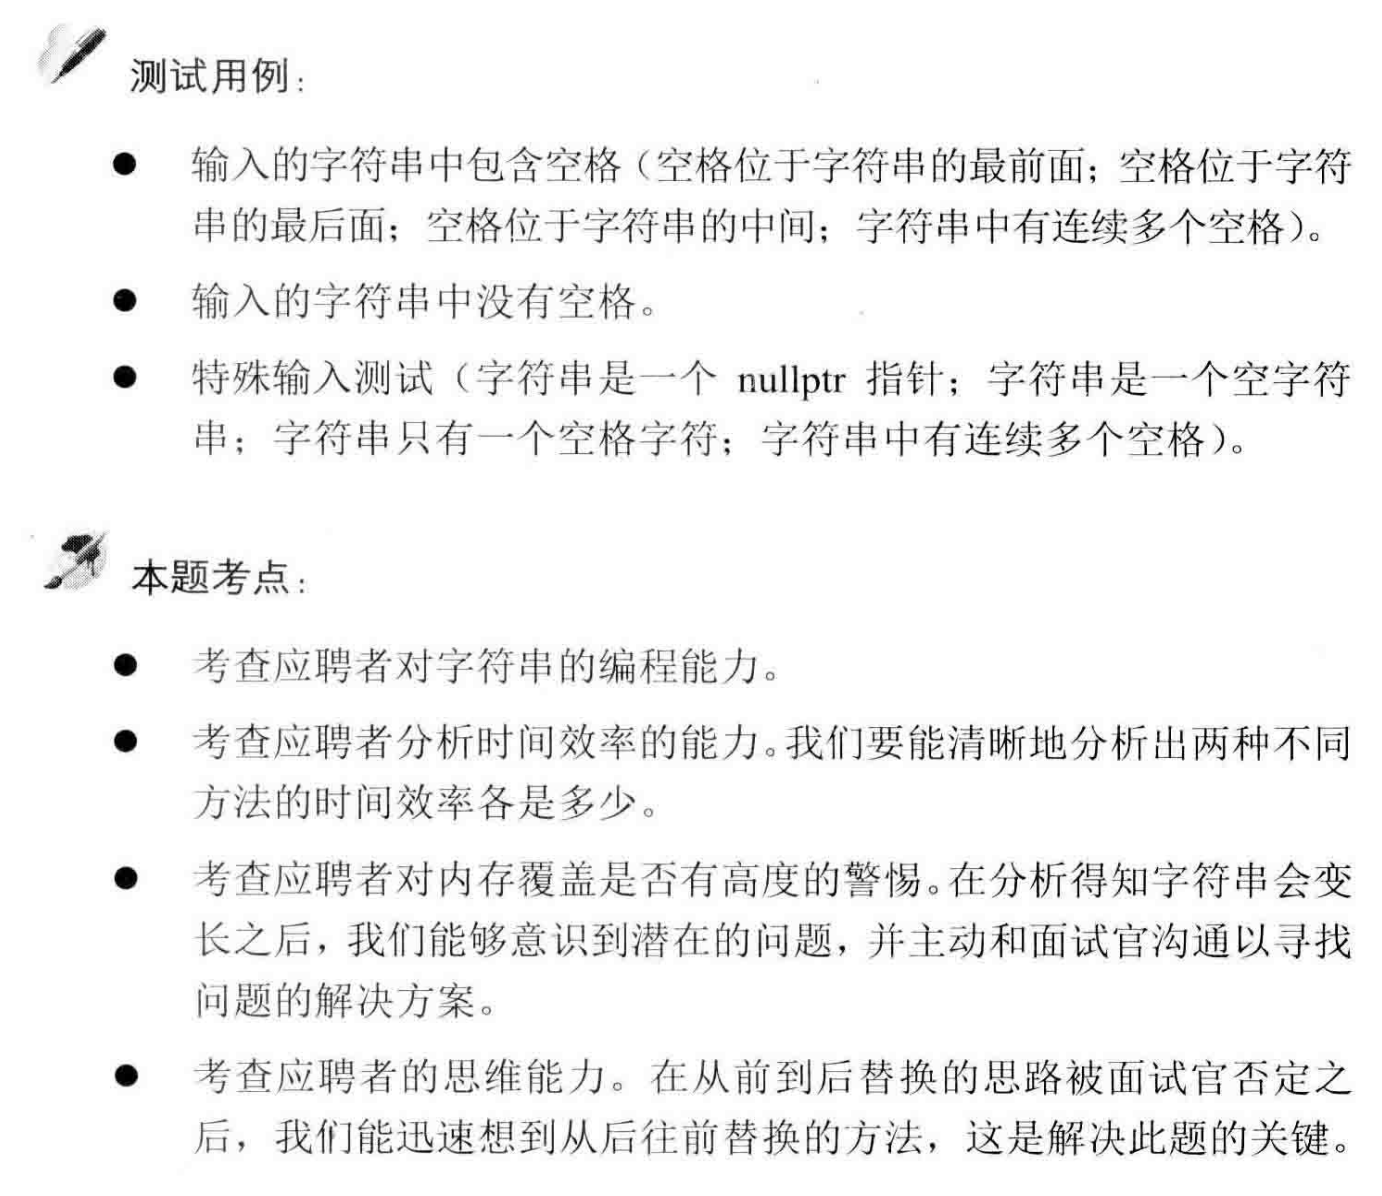 测试用例：
● 输入的字符串中包含空格（空格位于字符串的最前面；空格位于字符
串的最后面；空格位于字符串的中间；字符串中有连续多个空格）。
● 输入的字符串中没有空格。
● 特殊输入测试（字符串是一个 nullptr 指针；字符串是一个空字符
串；字符串只有一个空格字符；字符串中有连续多个空格）。
本题考点：
● 考查应聘者对字符串的编程能力。
● 考查应聘者分析时间效率的能力。我们要能清晰地分析出两种不同
方法的时间效率各是多少。
● 考查应聘者对内存覆盖是否有高度的警惕。在分析得知字符串会变
长之后，我们能够意识到潜在的问题，并主动和面试官沟通以寻找
问题的解决方案。
● 考查应聘者的思维能力。在从前到后替换的思路被面试官否定之
后，我们能迅速想到从后往前替换的方法，这是解决此题的关键。